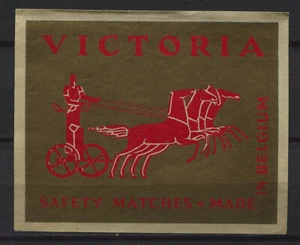 VICTORIA
SAFETY MATCHES - MADE
IN BELGIUM